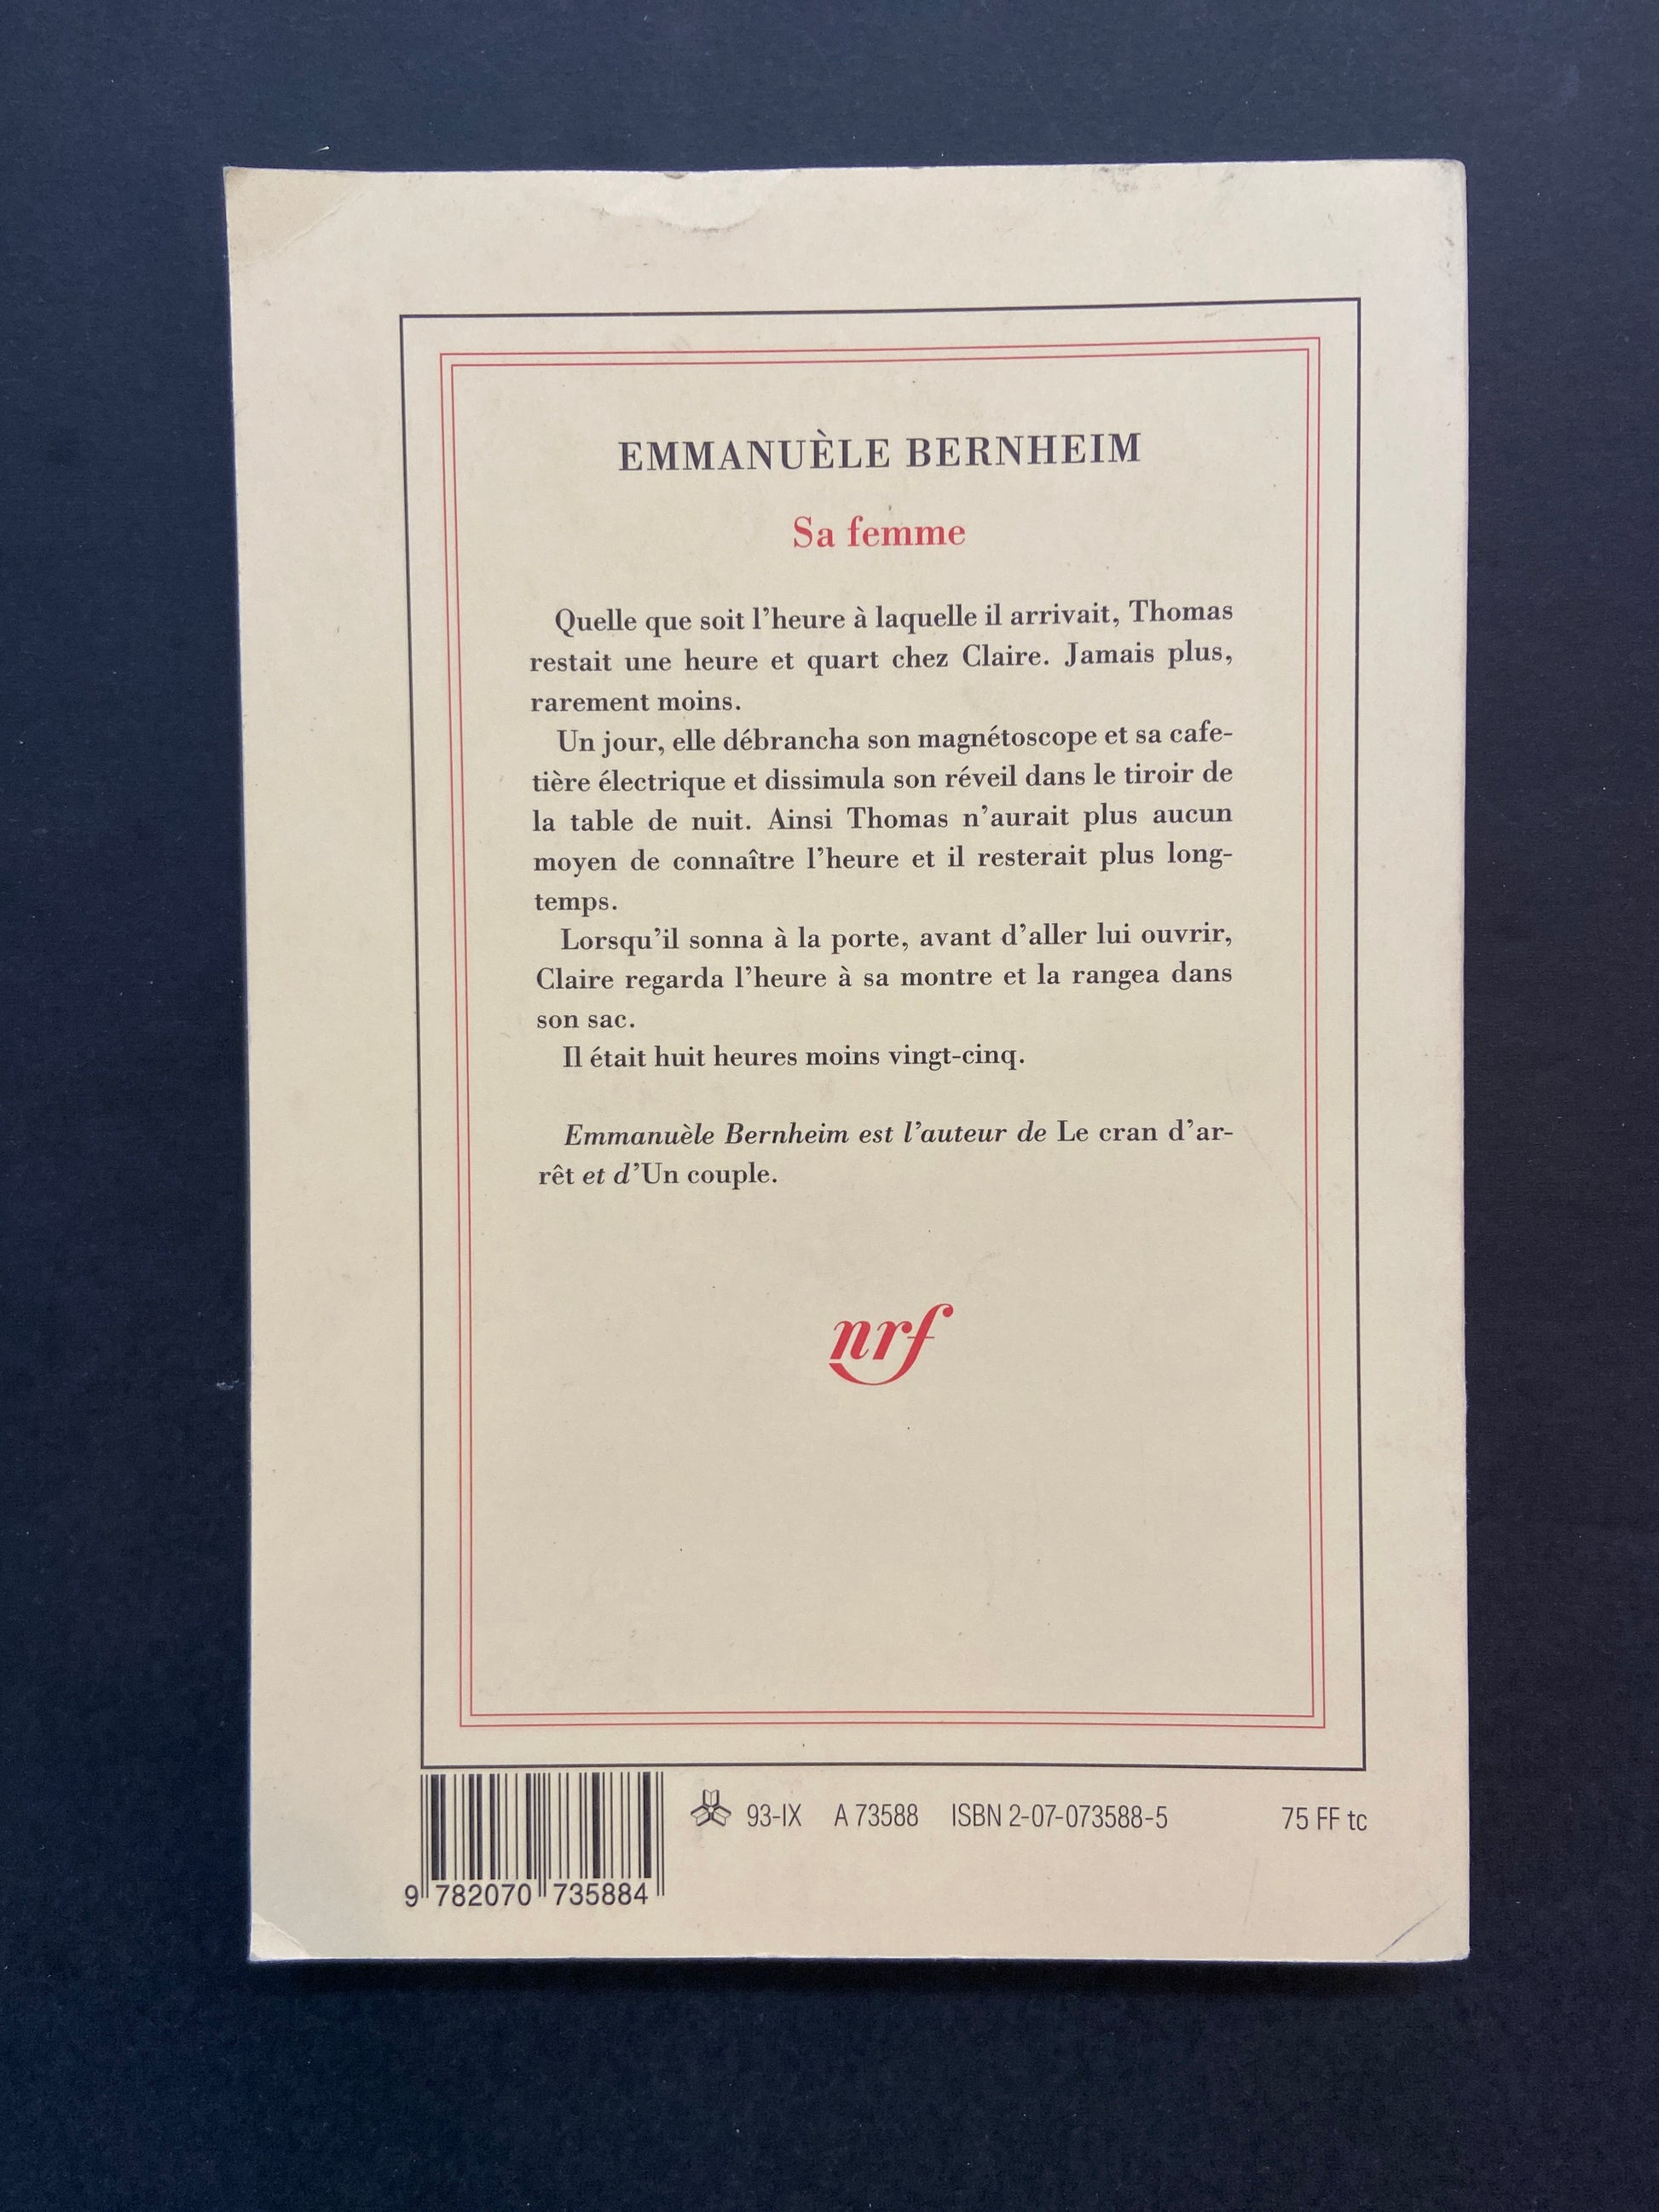 EMMANUÈLE BERNHEIM
Sa femme
Quelle que soit l’heure à laquelle il arrivait, Thomas
restait une heure et quart chez Claire. Jamais plus,
rarement moins.
Un jour, elle débrancha son magnétoscope et sa cafe-
tière électrique et dissimula son réveil dans le tiroir de
la table de nuit. Ainsi Thomas n’aurait plus aucun
moyen de connaître l’heure et il resterait plus long-
temps.
Lorsqu’il sonna à la porte, avant d’aller lui ouvrir,
Claire regarda l’heure à sa montre et la rangea dans
son sac.
Il était huit heures moins vingt-cinq.
Emmanuèle Bernheim est l’auteur de Le cran d’ar-
rêt et d’Un couple.
nrf
93-IX A 73588 ISBN 2-07-073588-5 75 FF tc
9 782070 735884